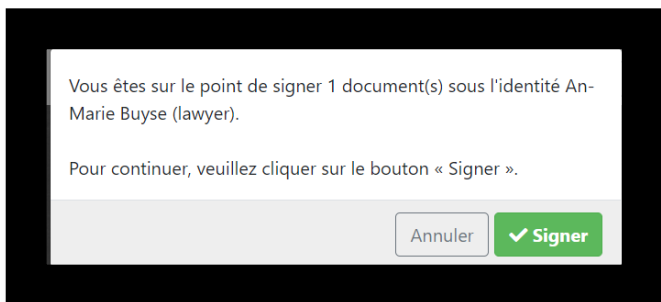 Vous êtes sur le point de signer 1 document(s) sous l'identité An-
Marie Buyse (lawyer).
Pour continuer, veuillez cliquer sur le bouton « Signer ».
Annuler
Signer